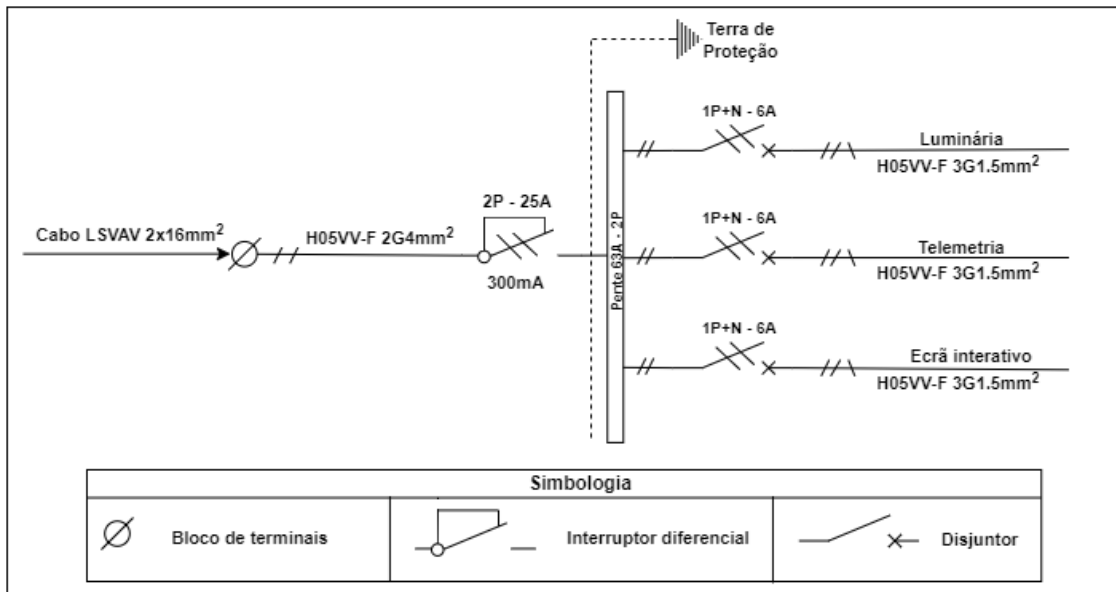 Terra de
Proteção
1P+N - 6A
Luminária
H05VV-F 3G1.5mm²
2P - 25A
Cabo LSVAV 2x16mm²
H05VV-F 2G4mm²
300mA
Pente 63A - 2P
1P+N - 6A
Telemetria
H05VV-F 3G1.5mm²
1P+N - 6A
Ecrã interativo
H05VV-F 3G1.5mm²
Simbologia
Bloco de terminais
Interruptor diferencial
Disjuntor